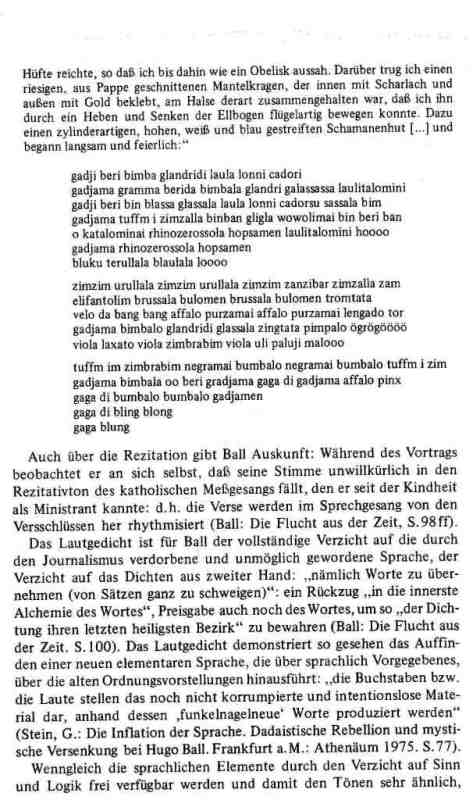 Hüfte reichte, so daß ich bis dahin wie ein Obelisk aussah. Darüber trug ich einen
riesigen, aus Pappe geschnittenen Mantelkragen, der innen mit Scharlach und
außen mit Gold beklebt, am Halse derart zusammengehalten war, daß ich ihn
durch ein Heben und Senken der Ellbogen flügelartig bewegen konnte. Dazu
einen zylinderartigen, hohen, weiß und blau gestreiften Schamanenhut [...] und
begann langsam und feierlich:“
gadji beri bimba glandridi laula lonni cadori
gadjama gramma berida bimbala glandri galassassa laulitalomini
gadji beri bin blassa glassala laula lonni cadorsu sassala bim
gadjama tuffm i zimzalla binban gligla wowolimai bin beri ban
o katalominai rhinozerossola hopsamen laulitalomini hoooo
gadjama rhinozerossola hopsamen
bluku terullala blaulala loooo
zimzim urullala zimzim urullala zimzim zanzibar zimzalla zam
elifantolim brussala bulomen brussala bulomen tromtata
velo da bang bang affalo purzamai affalo purzamai lengado tor
gadjama bimbalo glandridi glassala zingtata pimpalo ögrögöööö
viola laxato viola zimbrabim viola uli paluji malooo
tuffm im zimbrabim negramai bumbalo negramai bumbalo tuffm i zim
gadjama bimbala oo beri gradjama gaga di gadjama affalo pinx
gaga di bumbalo bumbalo gadjamen
gaga di bling blong
gaga blung
Auch über die Rezitation gibt Ball Auskunft: Während des Vortrags
beobachtet er an sich selbst, daß seine Stimme unwillkürlich in den
Rezitativton des katholischen Meßgesangs fällt, den er seit der Kindheit
als Ministrant kannte: d.h. die Verse werden im Sprechgesang von den
Versschlüssen her rhythmisiert (Ball: Die Flucht aus der Zeit, S.98ff).
Das Lautgedicht ist für Ball der vollständige Verzicht auf die durch
den Journalismus verdorbene und unmöglich gewordene Sprache, der
Verzicht auf das Dichten aus zweiter Hand: „nämlich Worte zu über-
nehmen (von Sätzen ganz zu schweigen)“: ein Rückzug „in die innerste
Alchemie des Wortes“, Preisgabe auch noch des Wortes, um so „der Dich-
tung ihren letzten heiligsten Bezirk“ zu bewahren (Ball: Die Flucht aus
der Zeit. S.100). Das Lautgedicht demonstriert so gesehen das Auffin-
den einer neuen elementaren Sprache, die über sprachlich Vorgegebenes,
über die alten Ordnungsvorstellungen hinausführt: „die Buchstaben bzw.
die Laute stellen das noch nicht korrumpierte und intentionslose Mate-
rial dar, anhand dessen ‚funkelnagelneue‘ Worte produziert werden“
(Stein, G.: Die Inflation der Sprache. Dadaistische Rebellion und mysti-
sche Versenkung bei Hugo Ball. Frankfurt a.M.: Athenäum 1975. S.77).
Wenngleich die sprachlichen Elemente durch den Verzicht auf Sinn
und Logik frei verfügbar werden und damit den Tönen sehr ähnlich,